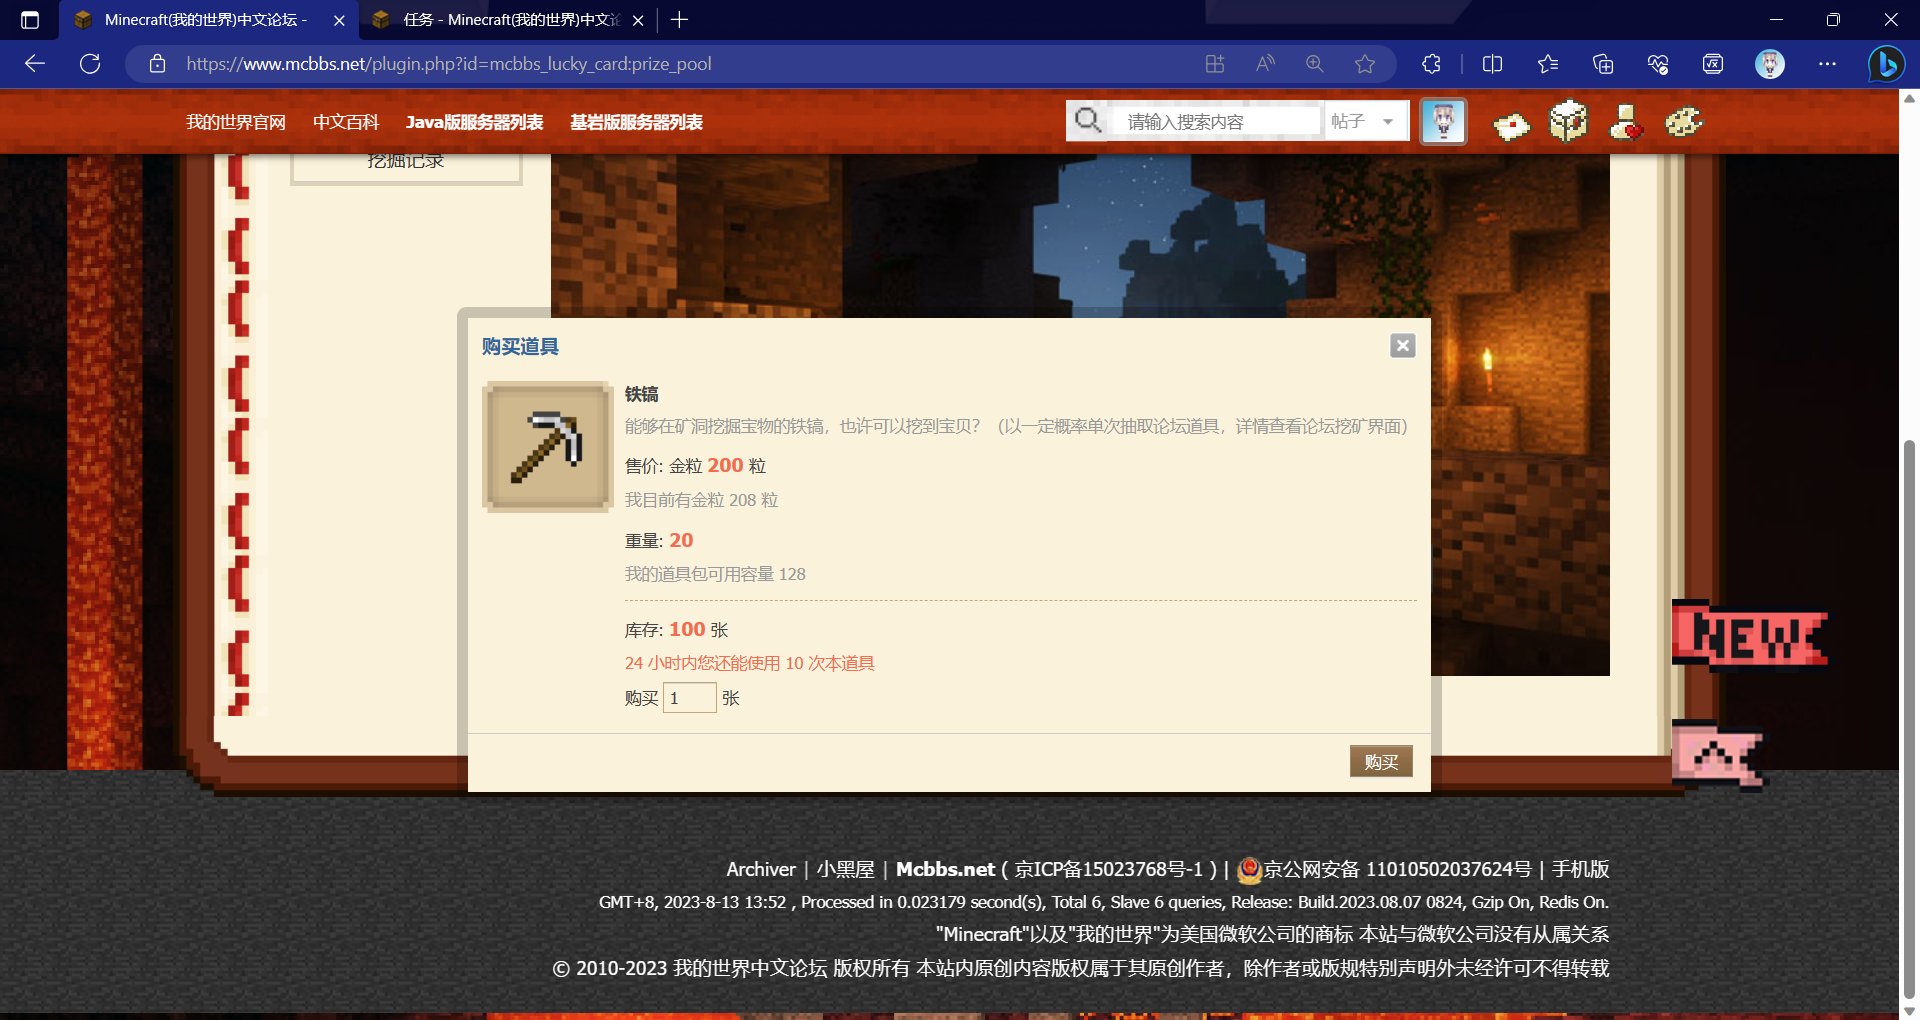 Minecraft(我的世界)中文论坛 -
任务 - Minecraft(我的世界)中文论
https://www.mcbbs.net/plugin.php?id=mcbbs_lucky_card:prize_pool
我的世界官网 中文百科 Java版服务器列表 基岩版服务器列表
请输入搜索内容 帖子
挖掘记录
购买道具
铁镐
能够在矿洞挖掘宝物的铁镐，也许可以挖到宝贝？（以一定概率单次抽取论坛道具，详情查看论坛挖矿界面）
售价: 金粒 200 粒
我目前有金粒 208 粒
重量: 20
我的道具包可用容量 128
库存: 100 张
24 小时内您还能使用 10 次本道具
购买 1 张
购买
NEW
Archiver | 小黑屋 | Mcbbs.net ( 京ICP备15023768号-1 ) | 京公网安备 11010502037624号 | 手机版
GMT+8, 2023-8-13 13:52 , Processed in 0.023179 second(s), Total 6, Slave 6 queries, Release: Build.2023.08.07 0824, Gzip On, Redis On.
"Minecraft"以及"我的世界"为美国微软公司的商标 本站与微软公司没有从属关系
© 2010-2023 我的世界中文论坛 版权所有 本站内原创内容版权属于其原创作者，除作者或版规特别声明外未经许可不得转载